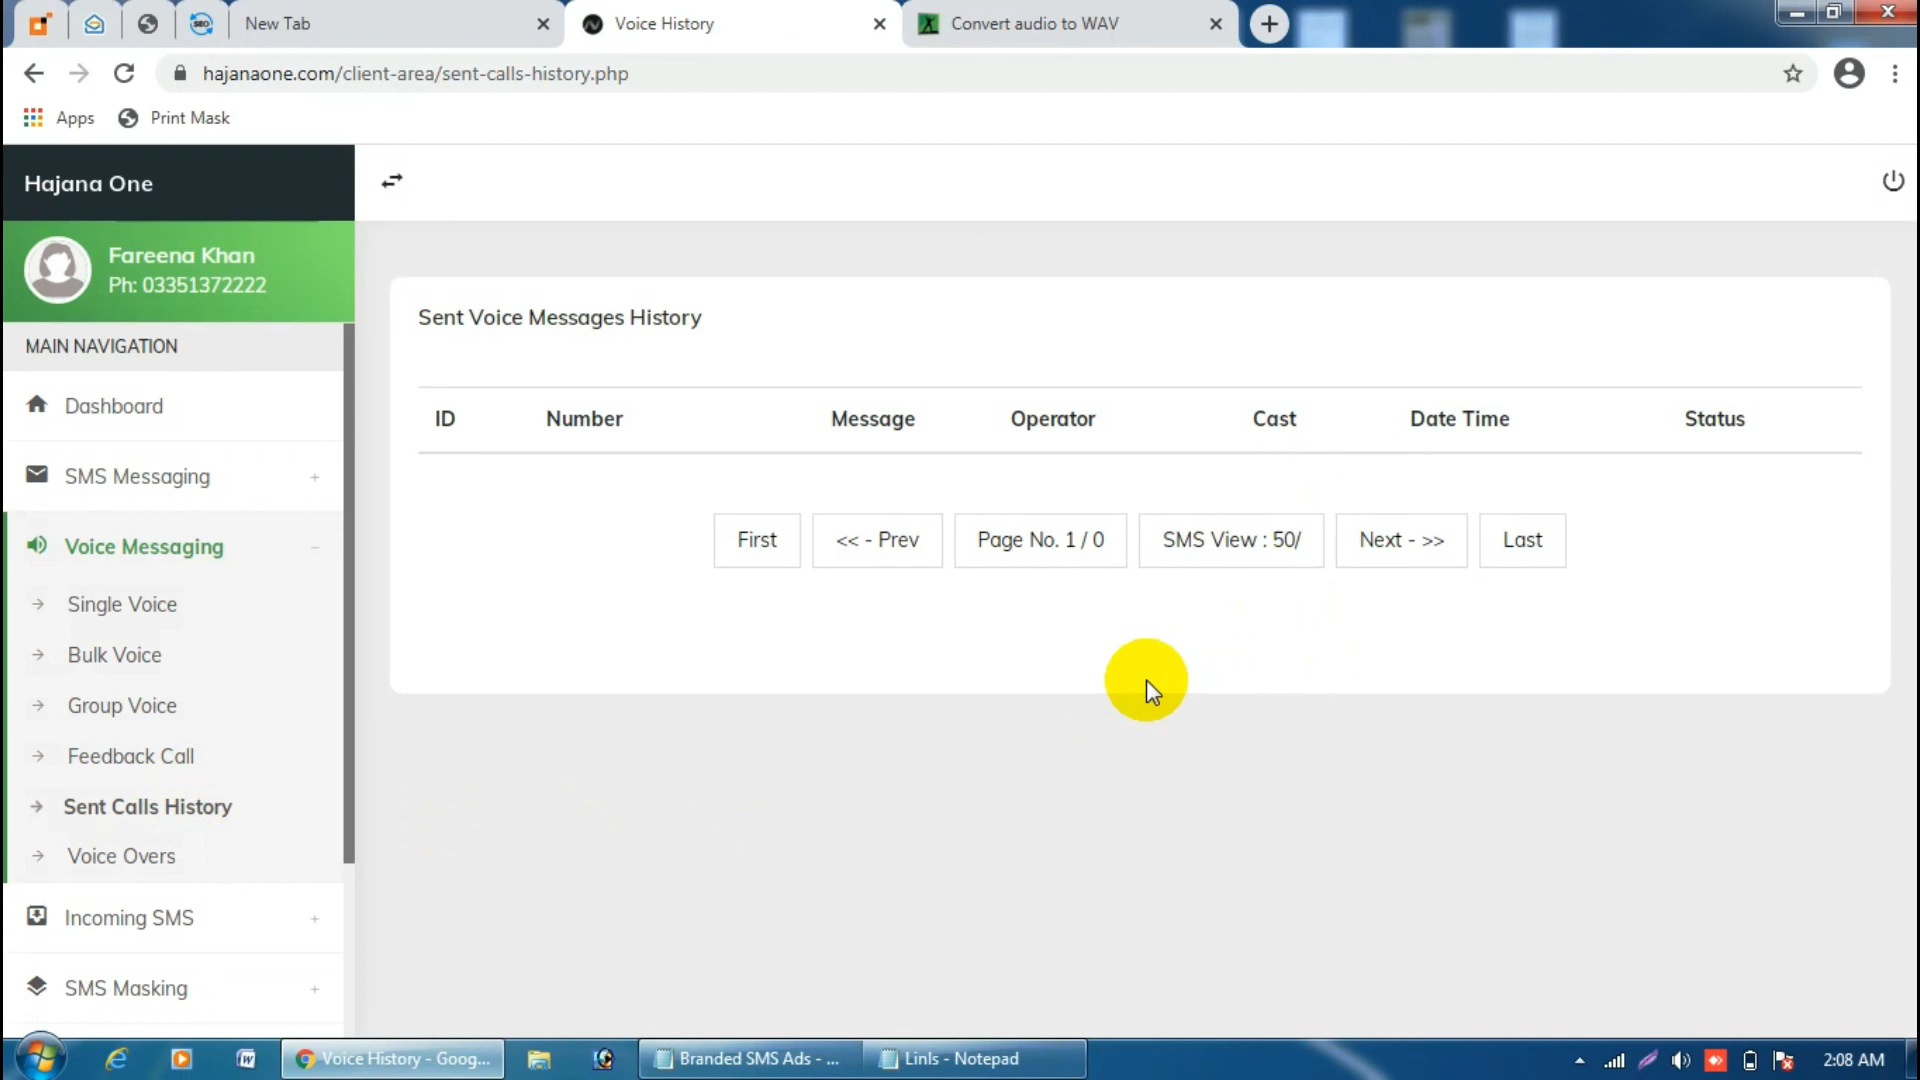 New Tab
Voice History
Convert audio to WAV
hajanaone.com/client-area/sent-calls-history.php
Apps
Print Mask
Hajana One
Fareena Khan
Ph: 03351372222
MAIN NAVIGATION
Dashboard
SMS Messaging +
Voice Messaging -
Single Voice
Bulk Voice
Group Voice
Feedback Call
Sent Calls History
Voice Overs
Incoming SMS +
SMS Masking +
Sent Voice Messages History
ID Number Message Operator Cast Date Time Status
First << - Prev Page No. 1 / 0 SMS View : 50/ Next - >> Last
Voice History - Goog...
Branded SMS Ads - ...
Linls - Notepad
2:08 AM